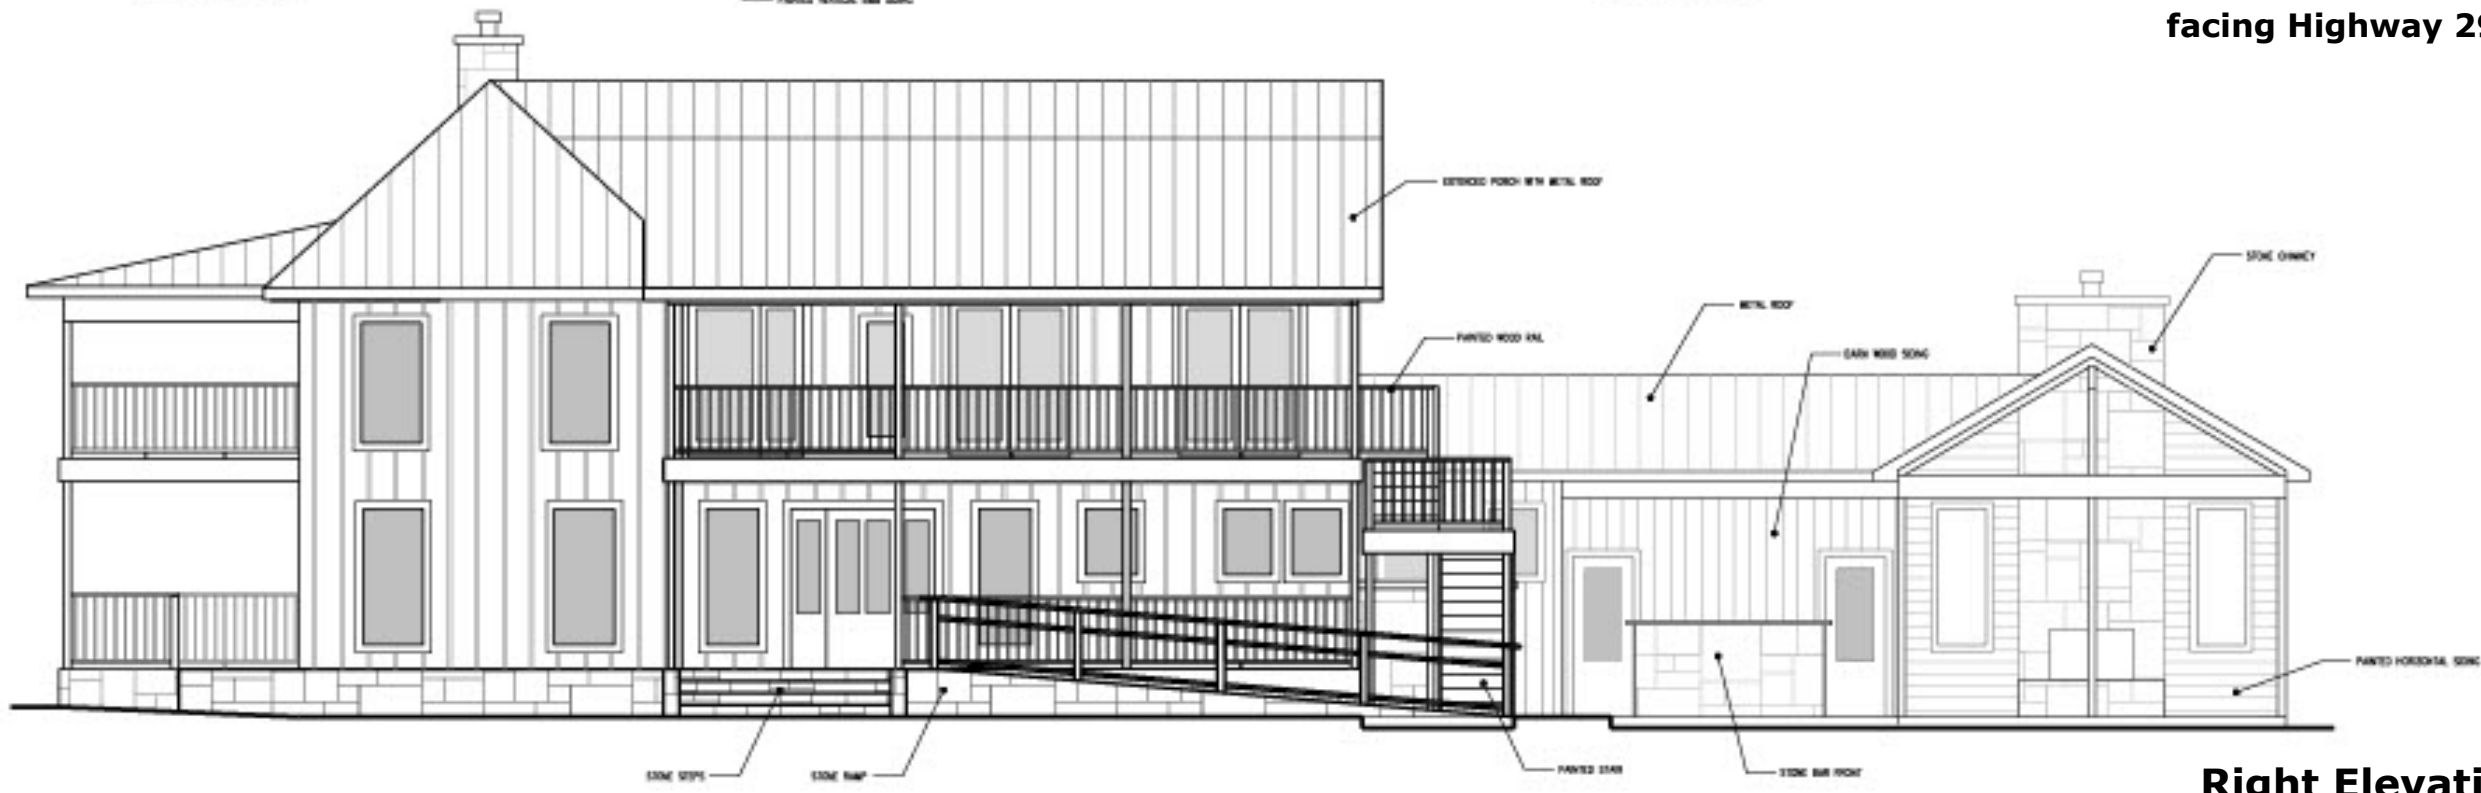 facing Highway 29
EXTENDED PORCH WITH METAL ROOF
STONE CHIMNEY
METAL ROOF
PAINTED WOOD RAIL
DARK WOOD SIDING
PAINTED HORIZONTAL SIDING
STONE STEPS
STONE RAMP
PAINTED STAIR
STONE BAR FRONT
Right Elevati